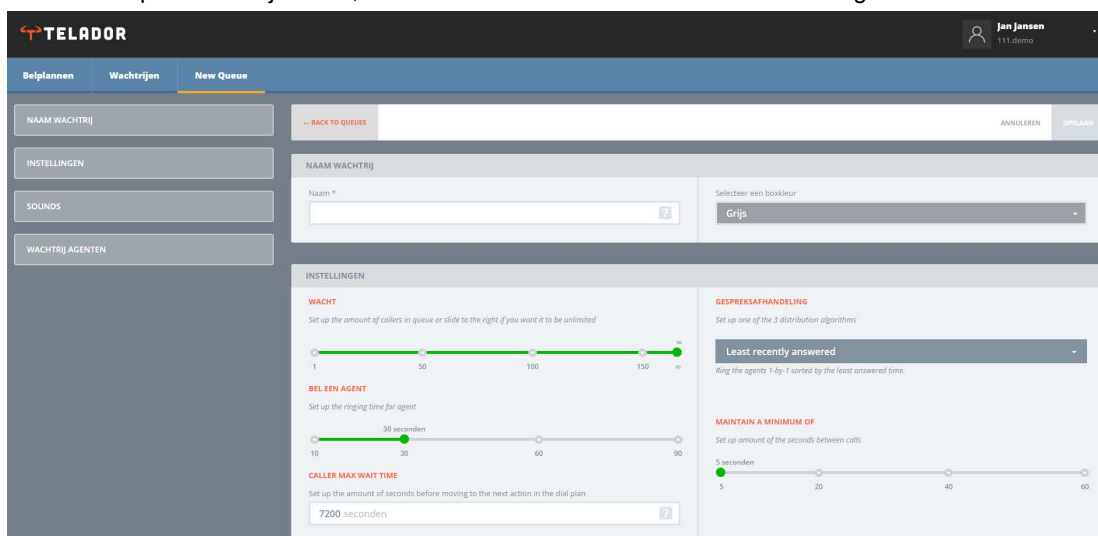 TELADOR
Jan Jansen
111.demo
Belplannen Wachtrijen New Queue
NAAM WACHTRIJ
INSTELLINGEN
SOUNDS
WACHTRIJ AGENTEN
BACK TO QUEUES
ANNULEREN OPSLAAN
NAAM WACHTRIJ
Naam *
?
Selecteer een boxkleur
Grijs
INSTELLINGEN
WACHT
Set up the amount of callers in queue or slide to the right if you want it to be unlimited
∞
1 50 100 150 ∞
BEL EEN AGENT
Set up the ringing time for agent
30 seconden
10 30 60 90
CALLER MAX WAIT TIME
Set up the amount of seconds before moving to the next action in the dial plan
7200 seconden ?
GESPREKSAFHANDELING
Set up one of the 3 distribution algorithms
Least recently answered
Ring the agents 1-by-1 sorted by the least answered time.
MAINTAIN A MINIMUM OF
Set up amount of the seconds between calls
5 seconden
5 20 40 60